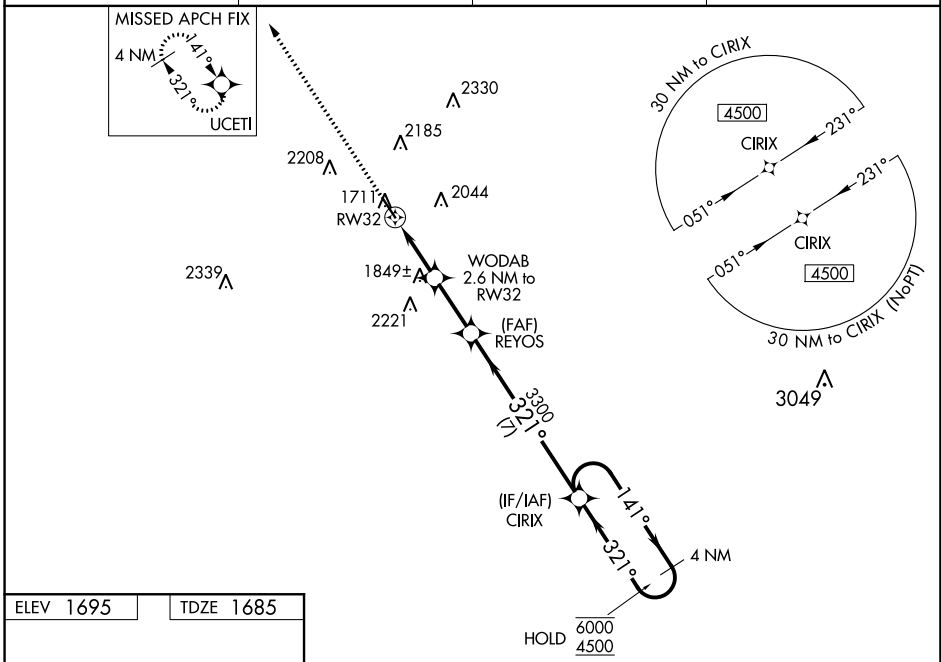 MISSED APCH FIX
4 NM
141°
321°
UCETI
2330
2185
2208
1711
RW32
2044
2339
1849±
WODAB
2.6 NM to
RW32
2221
(FAF)
REYOS
30 NM to CIRIX
4500
CIRIX
231°
051°
231°
CIRIX
051°
4500
30 NM to CIRIX (NoPT)
3049
3300
321°
(7)
(IF/IAF)
CIRIX
141°
321°
4 NM
HOLD
6000
4500
ELEV 1695
TDZE 1685